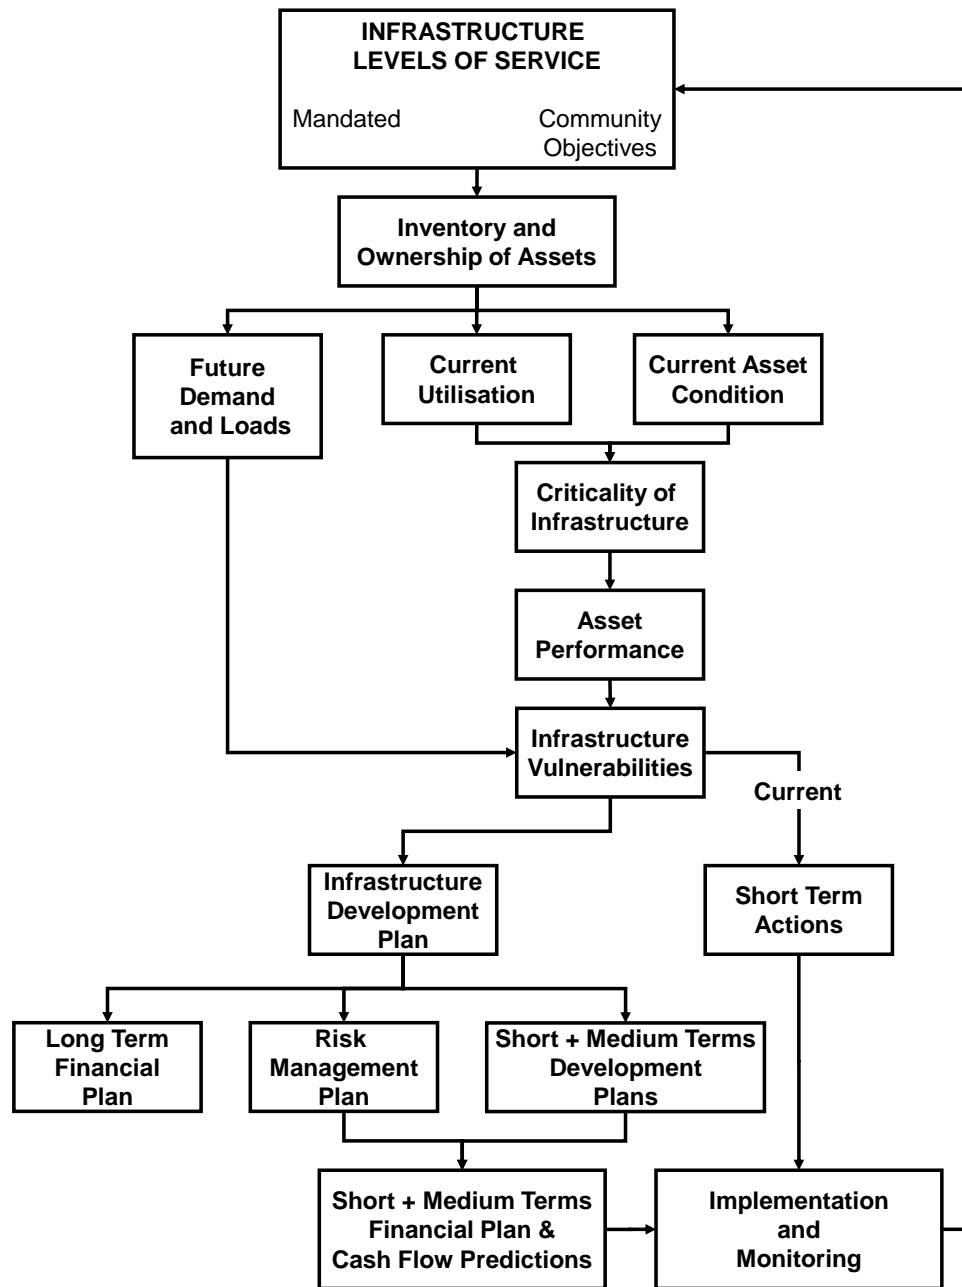 INFRASTRUCTURE
LEVELS OF SERVICE
Mandated
Community
Objectives
Inventory and
Ownership of Assets
Future
Demand
and Loads
Current
Utilisation
Current Asset
Condition
Criticality of
Infrastructure
Asset
Performance
Infrastructure
Vulnerabilities
Current
Infrastructure
Development
Plan
Short Term
Actions
Long Term
Financial
Plan
Risk
Management
Plan
Short + Medium Terms
Development
Plans
Short + Medium Terms
Financial Plan &
Cash Flow Predictions
Implementation
and
Monitoring